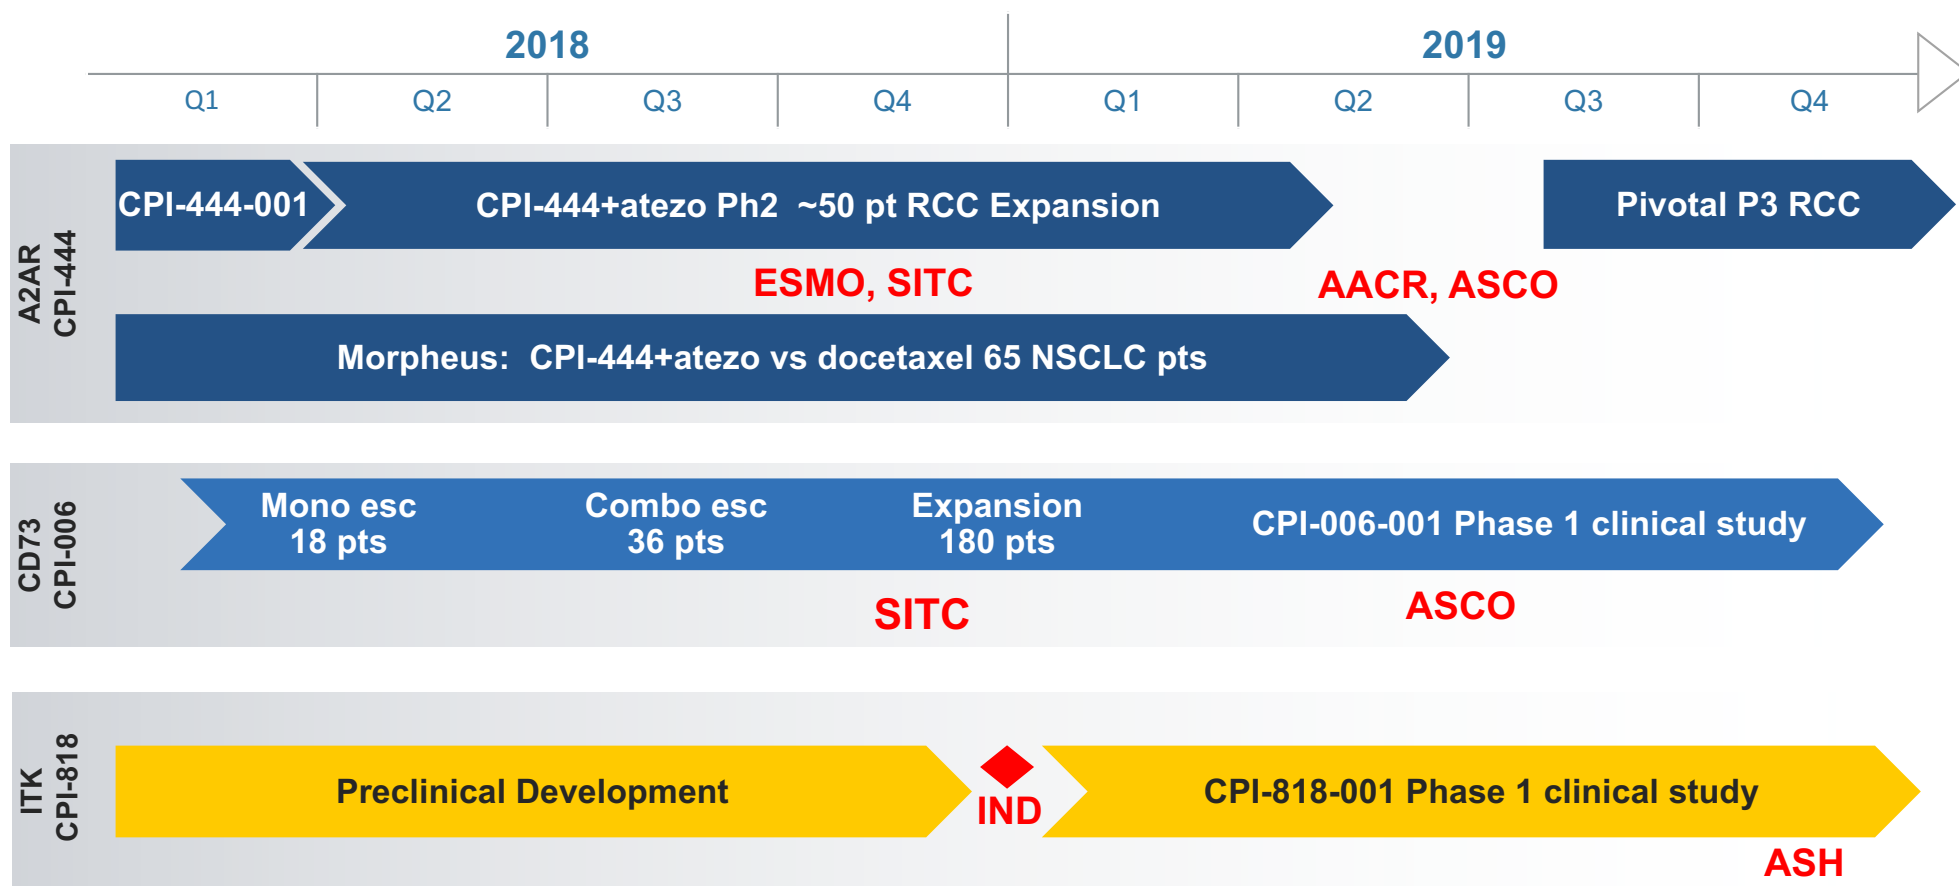 2018
2019
Q1
Q2
Q3
Q4
Q1
Q2
Q3
Q4
A2AR
CPI-444
CPI-444-001
CPI-444+atezo Ph2 ~50 pt RCC Expansion
Pivotal P3 RCC
ESMO, SITC
AACR, ASCO
Morpheus: CPI-444+atezo vs docetaxel 65 NSCLC pts
CD73
CPI-006
Mono esc
18 pts
Combo esc
36 pts
Expansion
180 pts
CPI-006-001 Phase 1 clinical study
SITC
ASCO
ITK
CPI-818
Preclinical Development
IND
CPI-818-001 Phase 1 clinical study
ASH